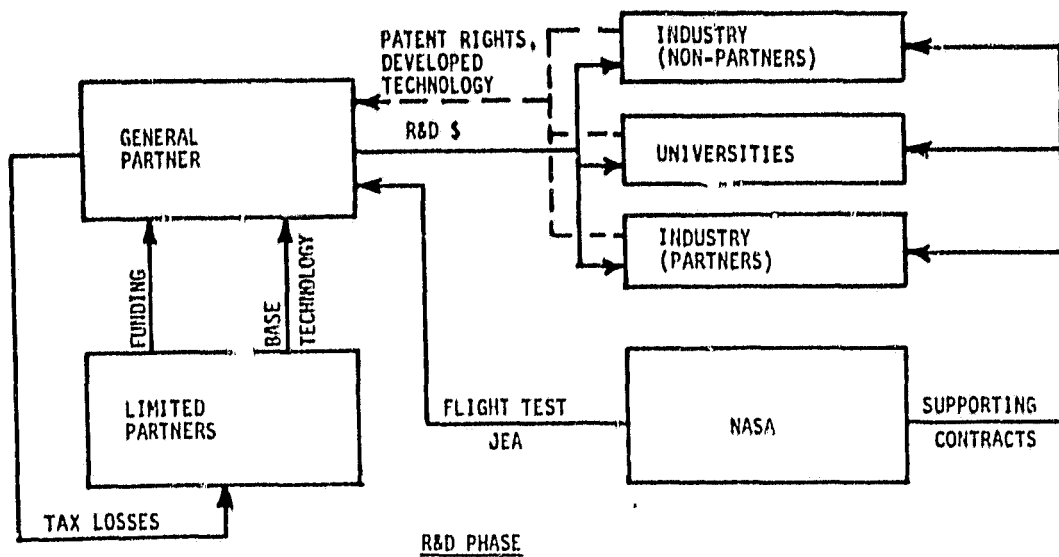 PATENT RIGHTS,
DEVELOPED
TECHNOLOGY
R&D $
GENERAL
PARTNER
INDUSTRY
(NON-PARTNERS)
UNIVERSITIES
INDUSTRY
(PARTNERS)
FUNDING
BASE
TECHNOLOGY
LIMITED
PARTNERS
FLIGHT TEST
JEA
NASA
SUPPORTING
CONTRACTS
TAX LOSSES
R&D PHASE